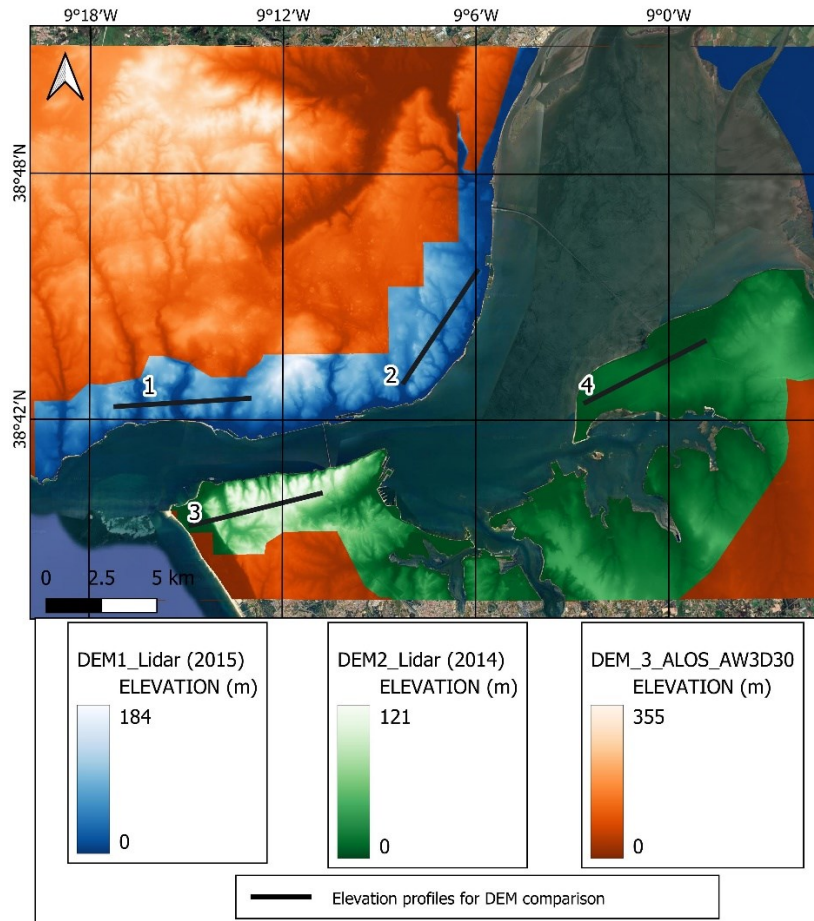 9°18'W 9°12'W 9°6'W 9°0'W
38°48'N
38°42'N
1
2
3
4
0 2.5 5 km
DEM1_Lidar (2015)
ELEVATION (m)
184
0
DEM2_Lidar (2014)
ELEVATION (m)
121
0
DEM_3_ALOS_AW3D30
ELEVATION (m)
355
0
Elevation profiles for DEM comparison